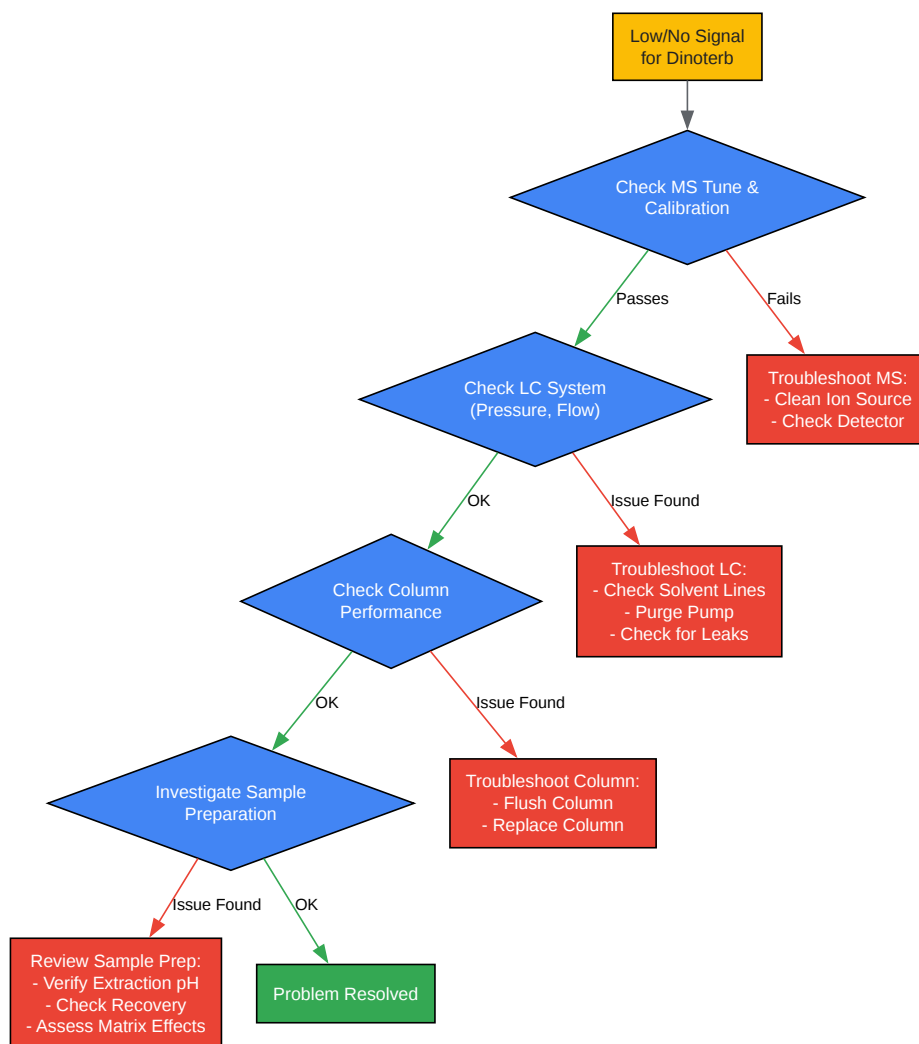 Low/No Signal
for Dinoterb
Check MS Tune &
Calibration
Passes
Fails
Check LC System
(Pressure, Flow)
Troubleshoot MS:
- Clean Ion Source
- Check Detector
OK
Issue Found
Check Column
Performance
Troubleshoot LC:
- Check Solvent Lines
- Purge Pump
- Check for Leaks
OK
Issue Found
Investigate Sample
Preparation
Troubleshoot Column:
- Flush Column
- Replace Column
Issue Found
OK
Review Sample Prep:
- Verify Extraction pH
- Check Recovery
- Assess Matrix Effects
Problem Resolved